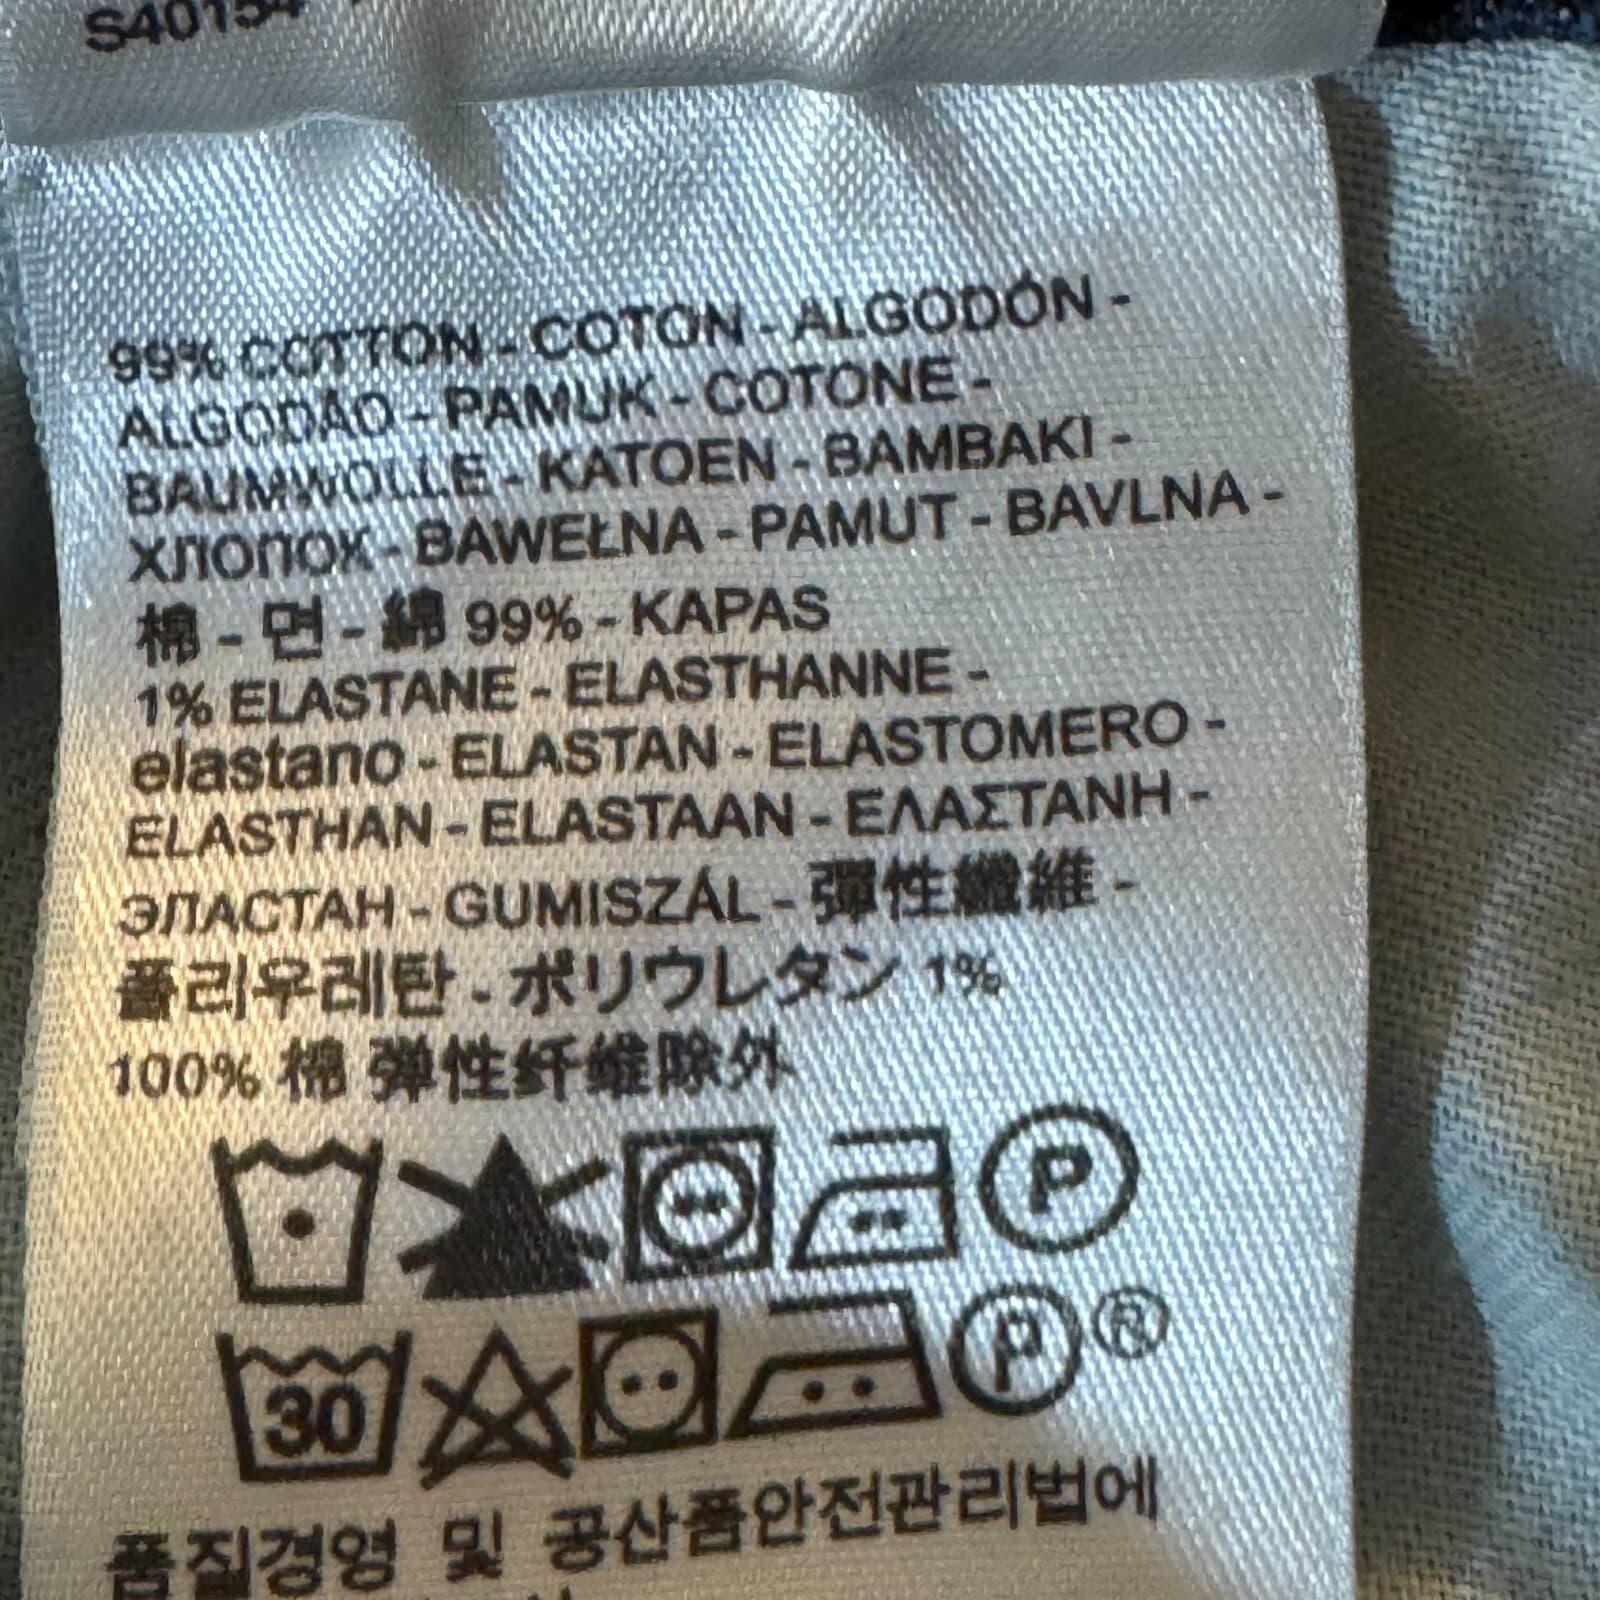 S40154
99% COTTON - COTON - ALGODÓN -
ALGODÃO - PAMUK - COTONE -
BAUMWOLLE - KATOEN - BAMBAKI -
ХЛОПОК - BAWEŁNA - PAMUT - BAVLNA -
棉 - 면 - 綿 99% - KAPAS
1% ELASTANE - ELASTHANNE -
elastano - ELASTAN - ELASTOMERO -
ELASTHAN - ELASTAAN - ΕΛΑΣΤΑΝΗ -
ЭЛАСТАН - GUMISZÁL - 彈性纖維 -
폴리우레탄 - ポリウレタン 1%
100% 棉 弹性纤维除外
P
30 P ®
품질경영 및 공산품안전관리법에